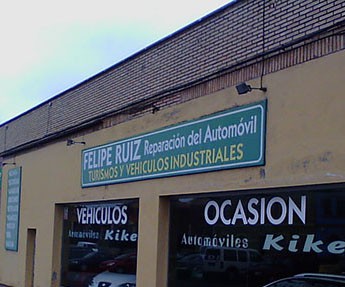 FELIPE RUIZ Reparación del Automóvil
TURISMOS Y VEHICULOS INDUSTRIALES
VEHICULOS
Automóviles Kike
OCASION
Automóviles Kike